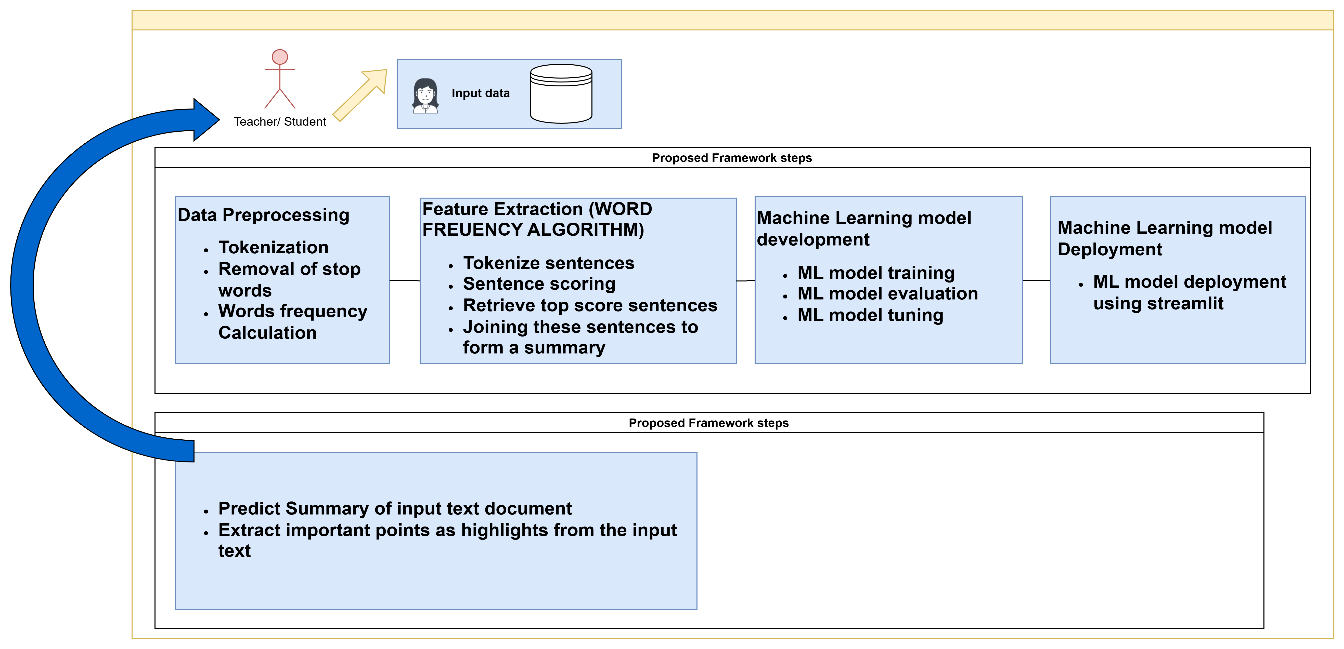 Teacher/ Student
Input data
Proposed Framework steps
Data Preprocessing
• Tokenization
• Removal of stop
words
• Words frequency
Calculation
Feature Extraction (WORD
FREUENCY ALGORITHM)
• Tokenize sentences
• Sentence scoring
• Retrieve top score sentences
• Joining these sentences to
form a summary
Machine Learning model
development
• ML model training
• ML model evaluation
• ML model tuning
Machine Learning model
Deployment
• ML model deployment
using streamlit
Proposed Framework steps
• Predict Summary of input text document
• Extract important points as highlights from the input
text